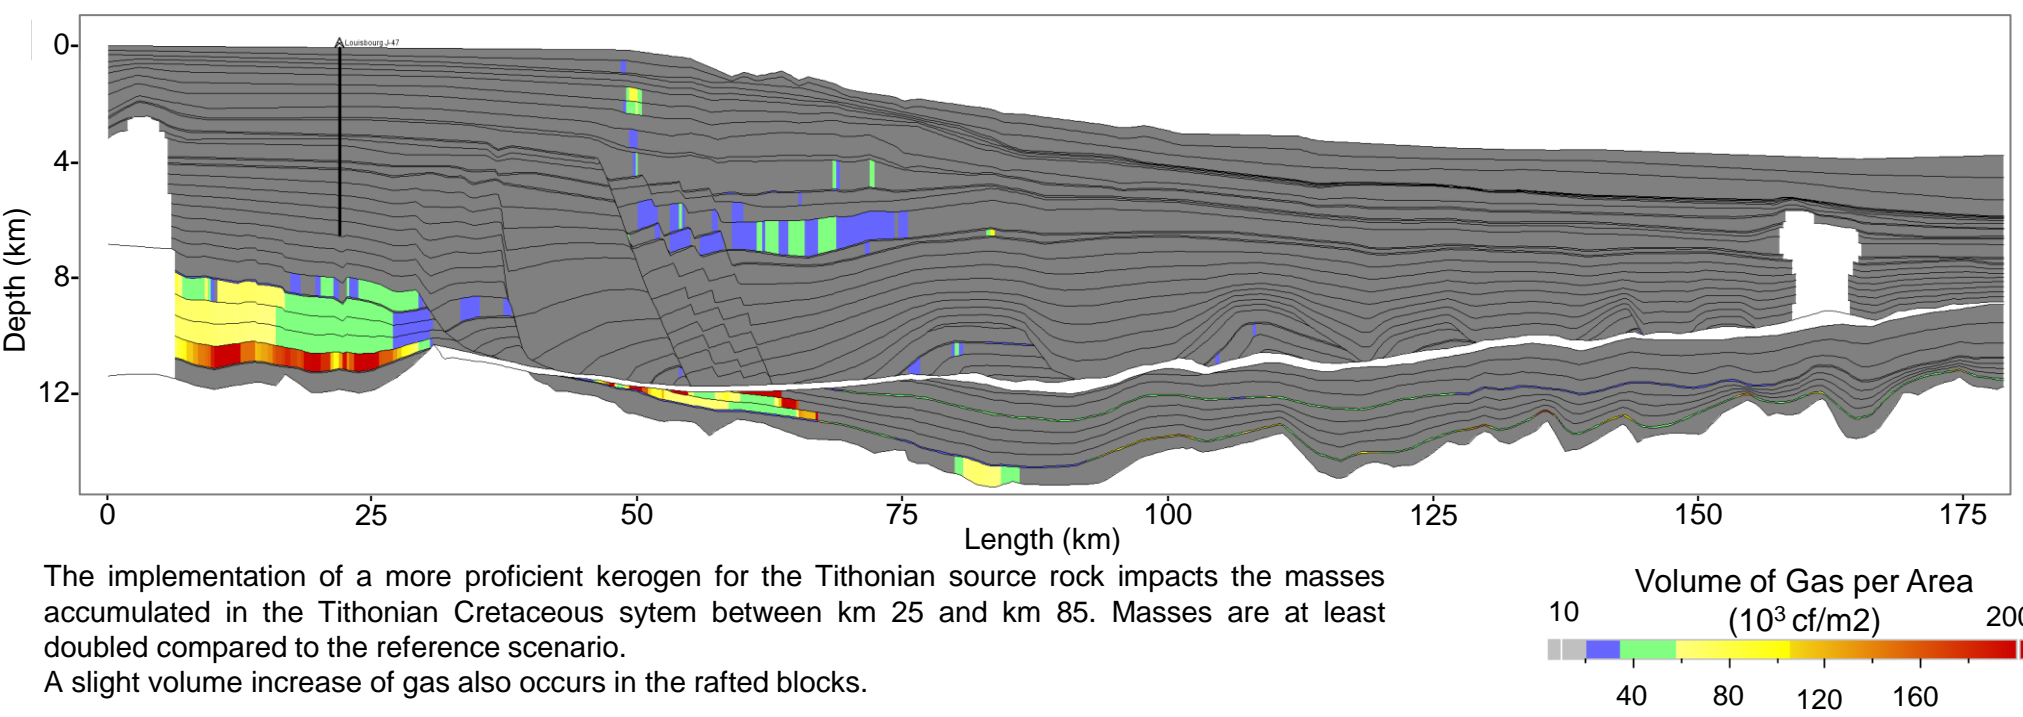 0
Louisbourg J-47
4
8
12
Depth (km)
0 25 50 75 100 125 150 175
Length (km)
The implementation of a more proficient kerogen for the Tithonian source rock impacts the masses
accumulated in the Tithonian Cretaceous sytem between km 25 and km 85. Masses are at least
doubled compared to the reference scenario.
A slight volume increase of gas also occurs in the rafted blocks.
Volume of Gas per Area
10 (10³ cf/m2) 200
40 80 120 160